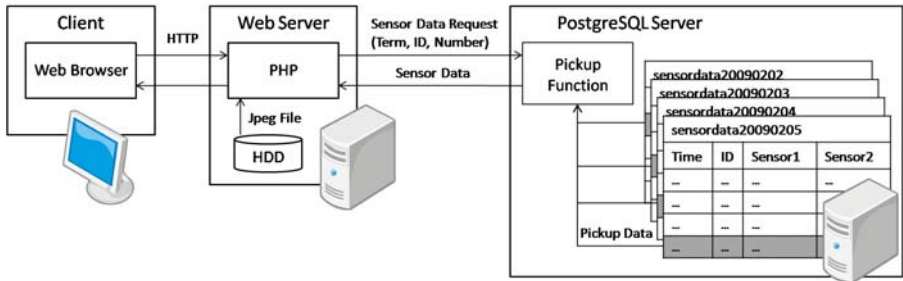 Client
Web Browser
HTTP
Web Server
PHP
Jpeg File
HDD
Sensor Data Request
(Term, ID, Number)
Sensor Data
PostgreSQL Server
Pickup
Function
sensordata20090202
sensordata20090203
sensordata20090204
sensordata20090205
Time ID Sensor1 Sensor2
... ... ... ...
... ... ...
... ... ...
... ... ...
Pickup Data